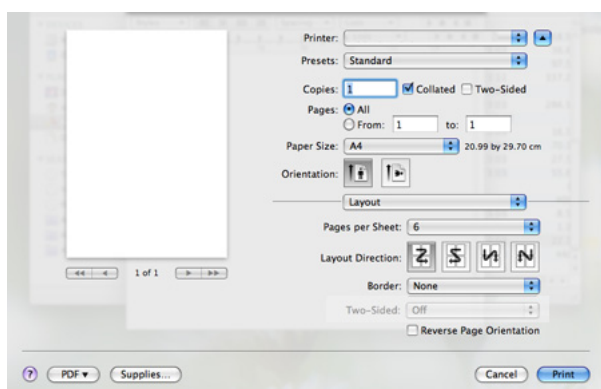 Printer:
Presets: Standard
Copies: 1 Collated Two-Sided
Pages: All
From: 1 to: 1
Paper Size: A4 20.99 by 29.70 cm
Orientation:
Layout
Pages per Sheet: 6
Layout Direction:
Border: None
Two-Sided: Off
Reverse Page Orientation
1 of 1
? PDF▾ Supplies... Cancel Print